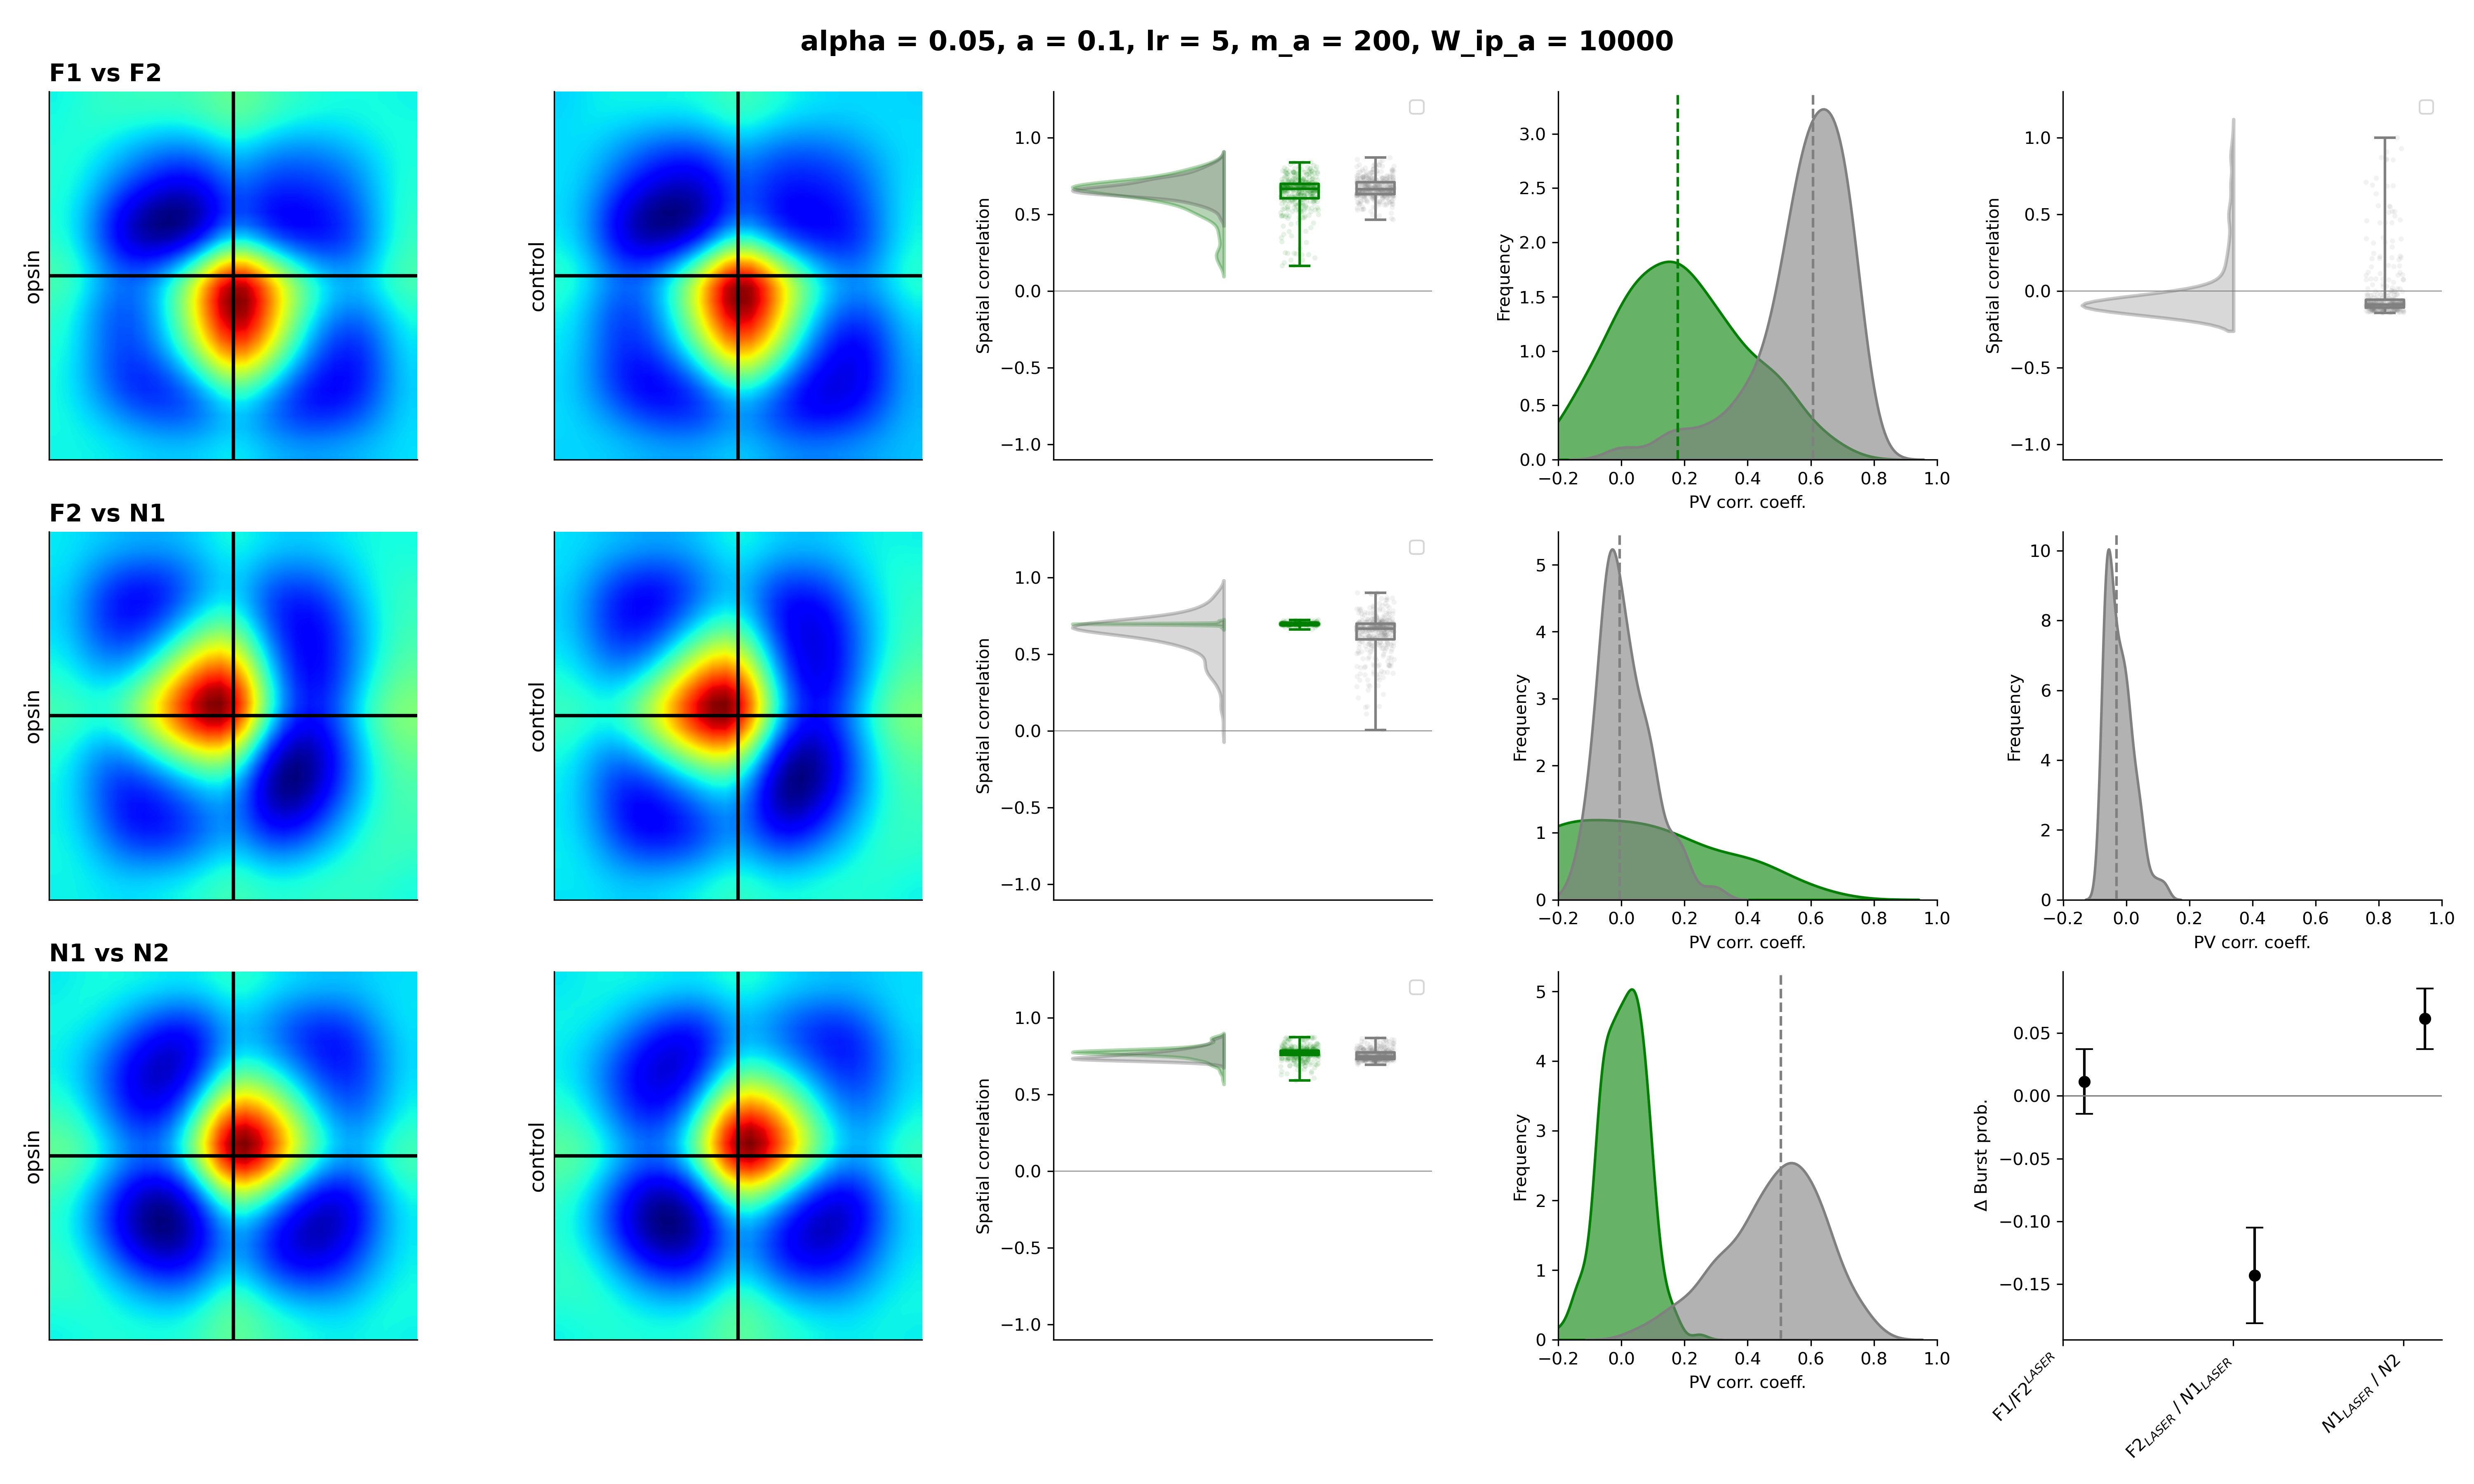 alpha = 0.05, a = 0.1, lr = 5, m_a = 200, W_ip_a = 10000
F1 vs F2
opsin
control
Spatial correlation
1.0
0.5
0.0
−0.5
−1.0
Frequency
3.0
2.5
2.0
1.5
1.0
0.5
0.0
−0.2 0.0 0.2 0.4 0.6 0.8 1.0
PV corr. coeff.
Spatial correlation
1.0
0.5
0.0
−0.5
−1.0
F2 vs N1
opsin
control
Spatial correlation
1.0
0.5
0.0
−0.5
−1.0
Frequency
5
4
3
2
1
0
−0.2 0.0 0.2 0.4 0.6 0.8 1.0
PV corr. coeff.
Frequency
10
8
6
4
2
0
−0.2 0.0 0.2 0.4 0.6 0.8 1.0
PV corr. coeff.
N1 vs N2
opsin
control
Spatial correlation
1.0
0.5
0.0
−0.5
−1.0
Frequency
5
4
3
2
1
0
−0.2 0.0 0.2 0.4 0.6 0.8 1.0
PV corr. coeff.
Δ Burst prob.
0.05
0.00
−0.05
−0.10
−0.15
F1/F2LASER
F2LASER / N1LASER
N1LASER / N2